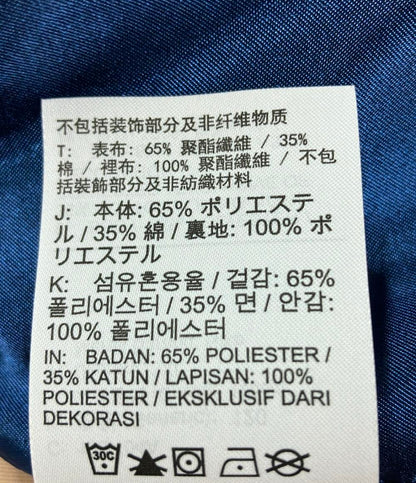 不包括装饰部分及非纤维物质
T: 表布: 65% 聚酯纖維 / 35%
棉 / 裡布: 100% 聚酯纖維 / 不包
括裝飾部分及非紡織材料
J: 本体: 65% ポリエステ
ル / 35% 綿 / 裏地: 100% ポ
リエステル
K: 섬유혼용율 / 겉감: 65%
폴리에스터 / 35% 면 / 안감:
100% 폴리에스터
IN: BADAN: 65% POLIESTER /
35% KATUN / LAPISAN: 100%
POLIESTER / EKSKLUSIF DARI
DEKORASI
30C